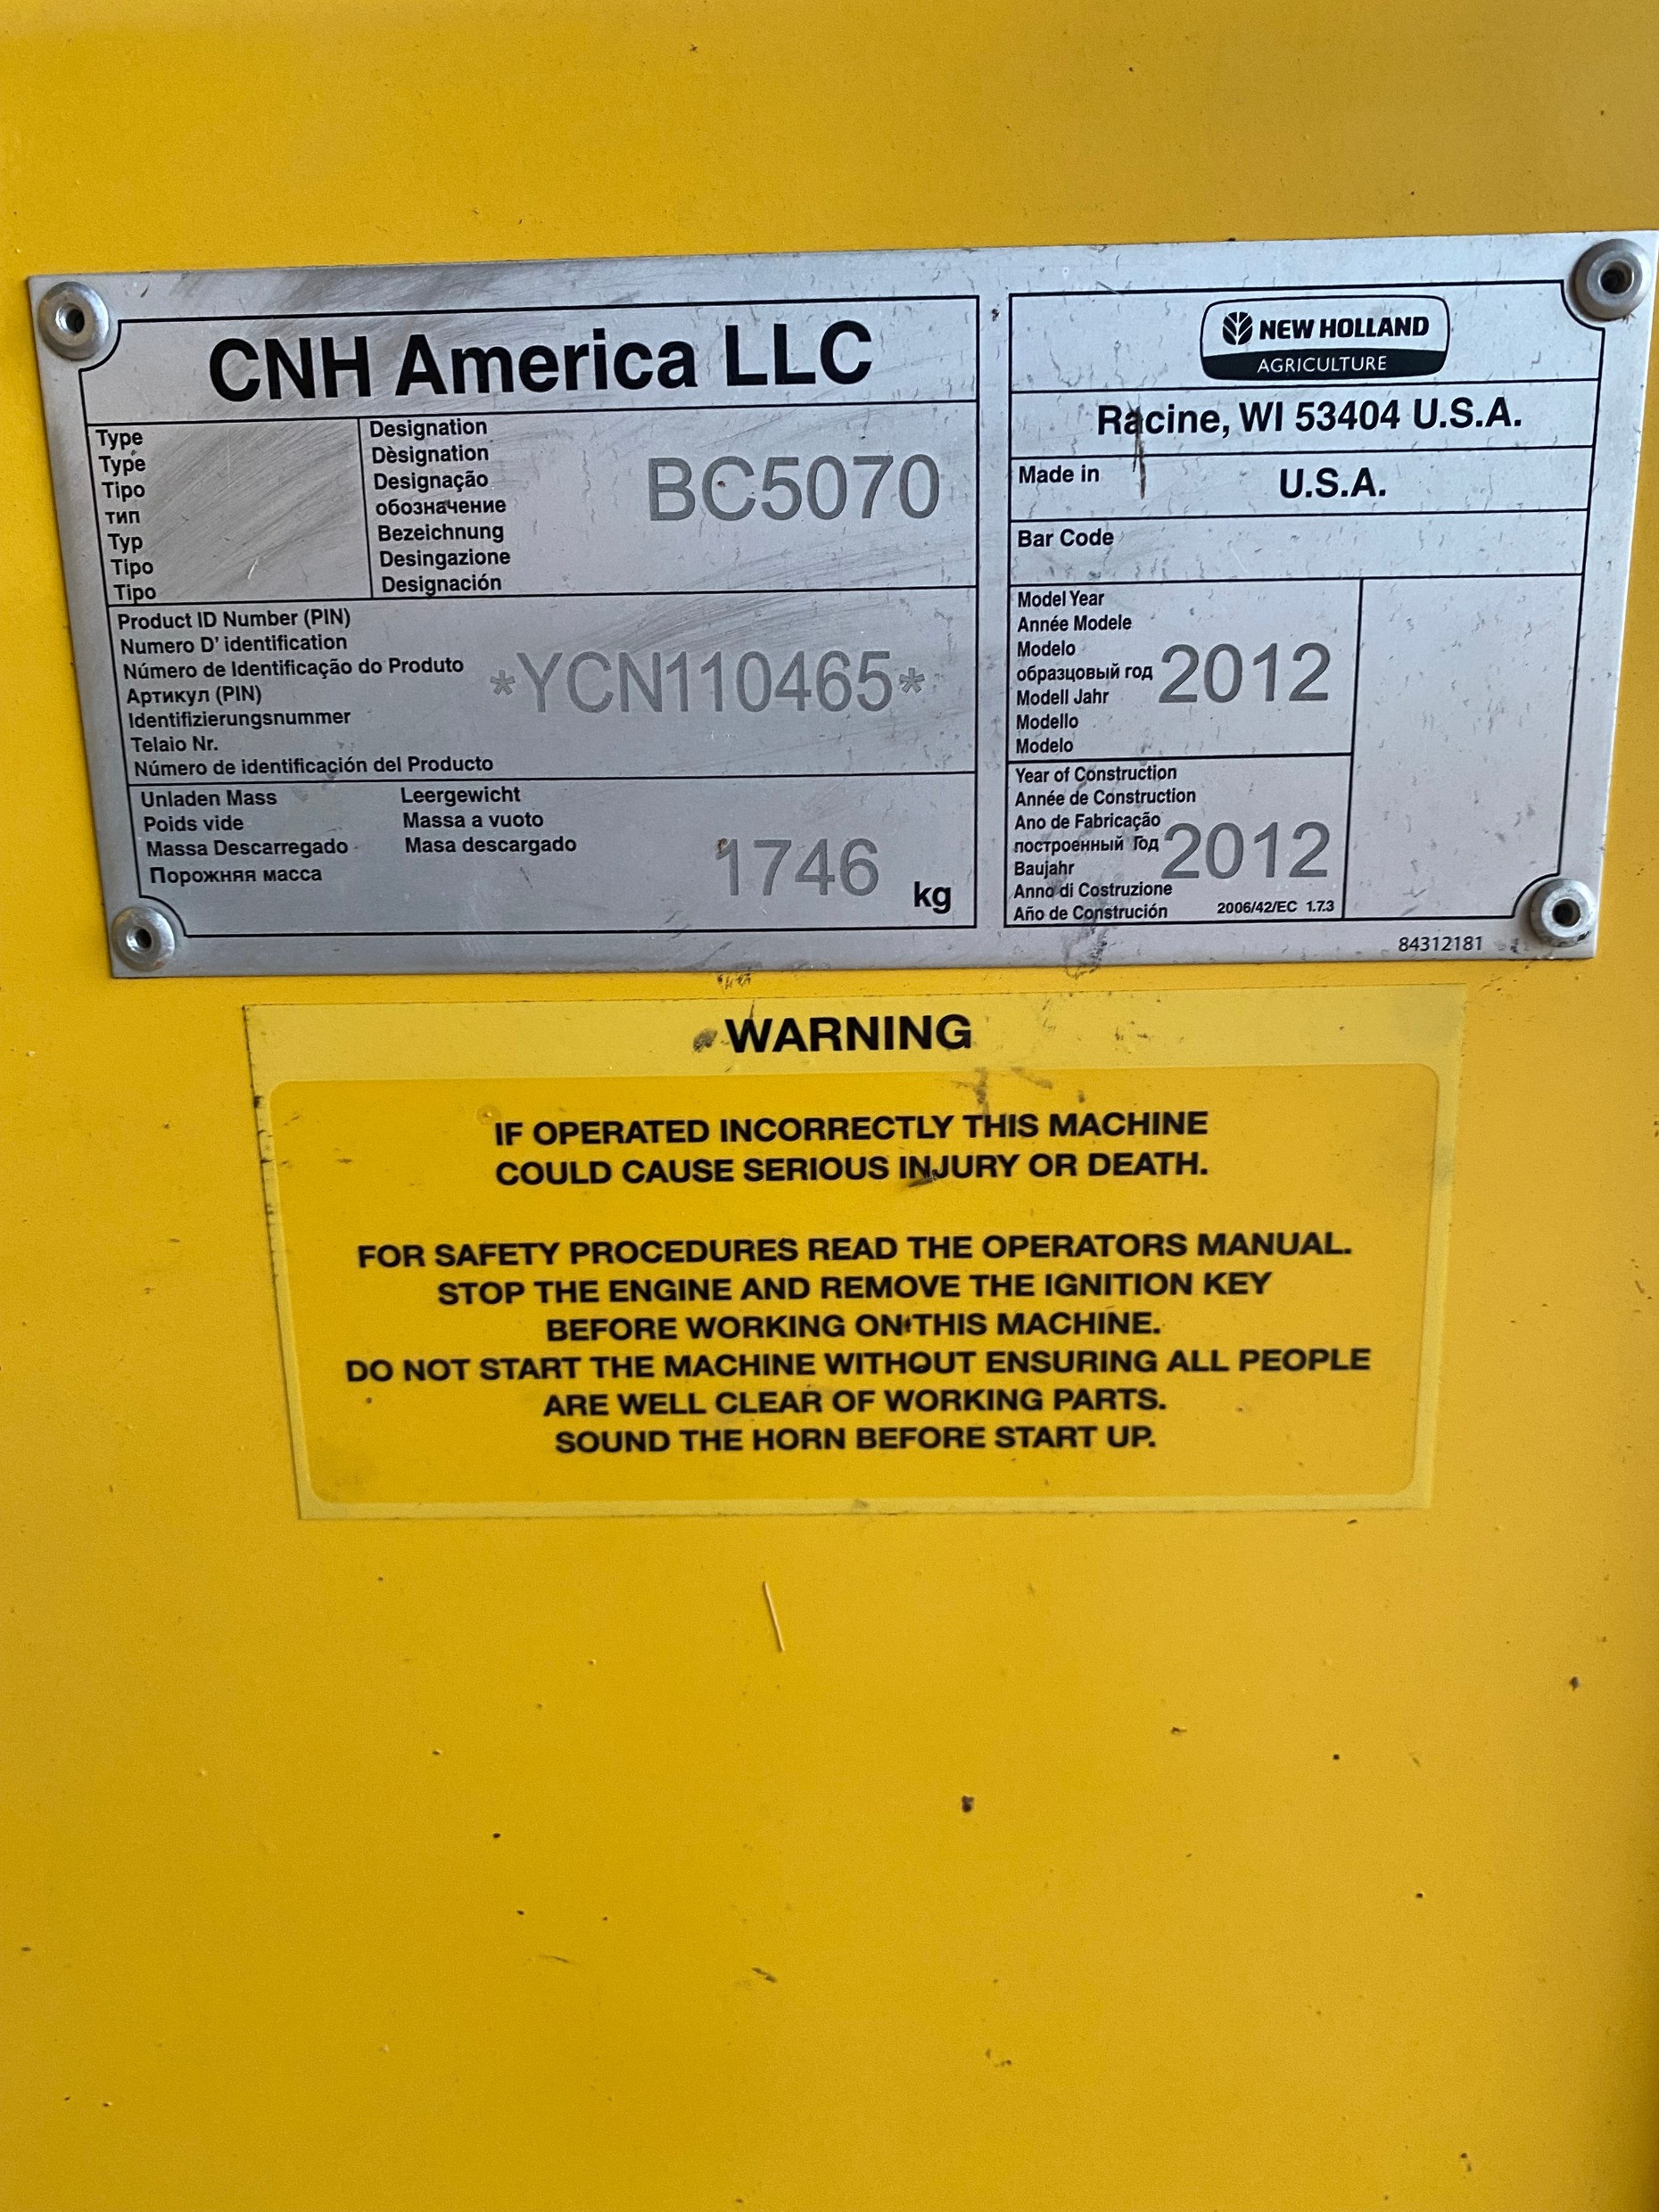 CNH America LLC
Type
Type
Tipo
тип
Typ
Tipo
Tipo
Designation
Dèsignation
Designação
обозначение
Bezeichnung
Desingazione
Designación
BC5070
Product ID Number (PIN)
Numero D' identification
Número de Identificação do Produto
Артикул (PIN)
Identifizierungsnummer
Telaio Nr.
Número de identificación del Producto
*YCN110465*
Unladen Mass
Poids vide
Massa Descarregado
Порожняя масса
Leergewicht
Massa a vuoto
Masa descargado
1746 kg
NEW HOLLAND
AGRICULTURE
Racine, WI 53404 U.S.A.
Made in U.S.A.
Bar Code
Model Year
Année Modele
Modelo
образцовый год
Modell Jahr
Modello
Modelo
2012
Year of Construction
Année de Construction
Ano de Fabricação
построенный Год
Baujahr
Anno di Costruzione
Año de Construción
2012
2006/42/EC 1.7.3
84312181
WARNING
IF OPERATED INCORRECTLY THIS MACHINE
COULD CAUSE SERIOUS INJURY OR DEATH.
FOR SAFETY PROCEDURES READ THE OPERATORS MANUAL.
STOP THE ENGINE AND REMOVE THE IGNITION KEY
BEFORE WORKING ON THIS MACHINE.
DO NOT START THE MACHINE WITHOUT ENSURING ALL PEOPLE
ARE WELL CLEAR OF WORKING PARTS.
SOUND THE HORN BEFORE START UP.